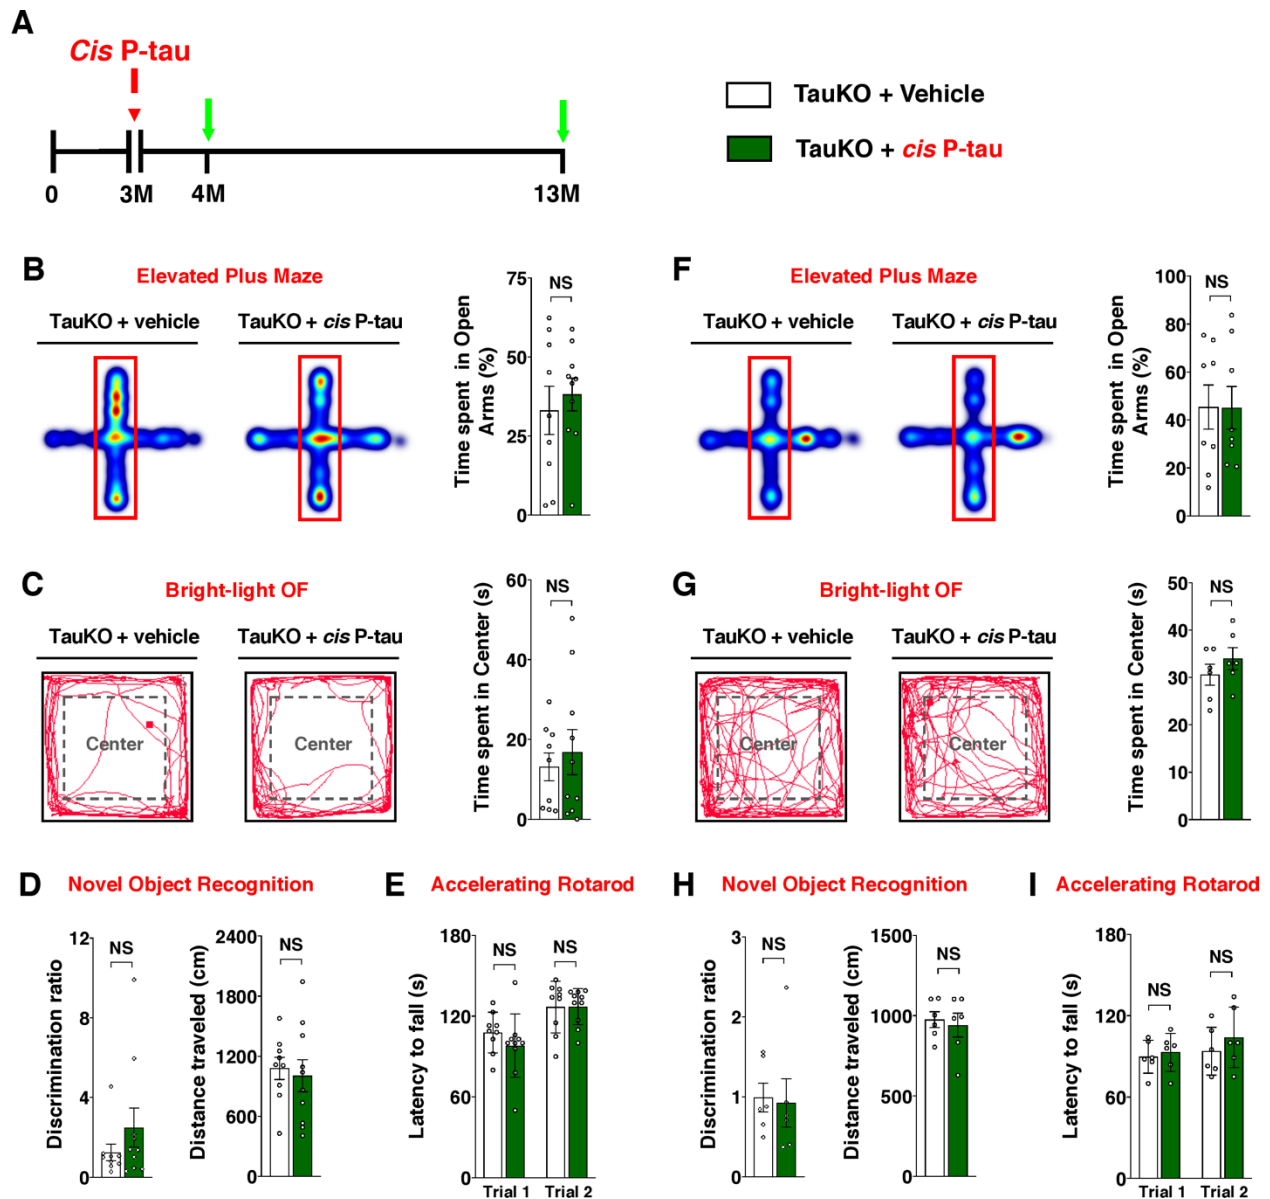 A
Cis P-tau
0
3M
4M
13M
TauKO + Vehicle
TauKO + cis P-tau
B
Elevated Plus Maze
TauKO + vehicle
TauKO + cis P-tau
Time spent in Open
Arms (%)
75
50
25
0
NS
F
Elevated Plus Maze
TauKO + vehicle
TauKO + cis P-tau
Time spent in Open
Arms (%)
100
80
60
40
20
0
NS
C
Bright-light OF
TauKO + vehicle
TauKO + cis P-tau
Center
Center
Time spent in Center (s)
60
40
20
0
NS
G
Bright-light OF
TauKO + vehicle
TauKO + cis P-tau
Center
Center
Time spent in Center (s)
50
40
30
20
10
0
NS
D
Novel Object Recognition
Discrimination ratio
12
8
4
0
NS
Distance traveled (cm)
2400
1800
1200
600
0
NS
E
Accelerating Rotarod
Latency to fall (s)
180
120
60
0
NS
NS
Trial 1
Trial 2
H
Novel Object Recognition
Discrimination ratio
3
2
1
0
NS
Distance traveled (cm)
1500
1000
500
0
NS
I
Accelerating Rotarod
Latency to fall (s)
180
120
60
0
NS
NS
Trial 1
Trial 2